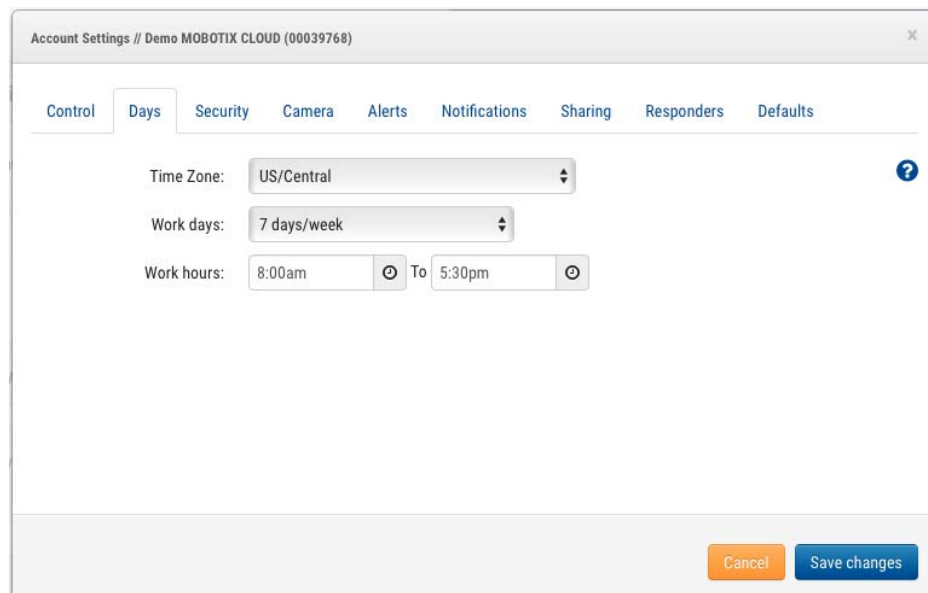 Account Settings // Demo MOBOTIX CLOUD (00039768)
Control Days Security Camera Alerts Notifications Sharing Responders Defaults
Time Zone: US/Central
Work days: 7 days/week
Work hours: 8:00am To 5:30pm
Cancel Save changes